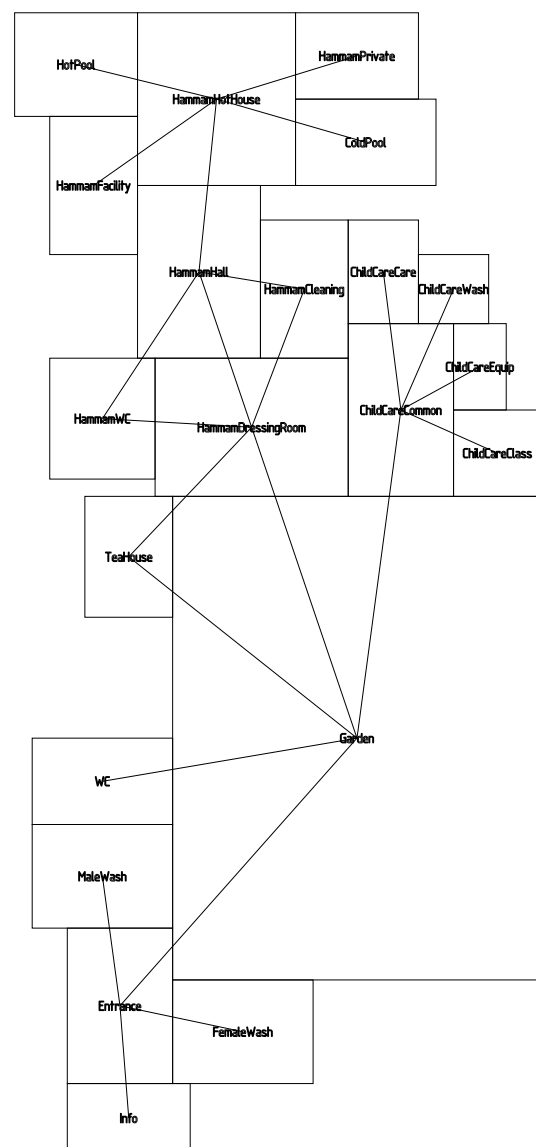 HammamPrivate
HotPool
HammamHotHouse
ColdPool
HammamFacility
HammamHall
ChildCareCare
HammamCleaning
ChildCareWash
ChildCareEquip
ChildCareCommon
HammamWC
HammamDressingRoom
ChildCareClass
TeaHouse
Garden
WC
MaleWash
Entrance
FemaleWash
Info